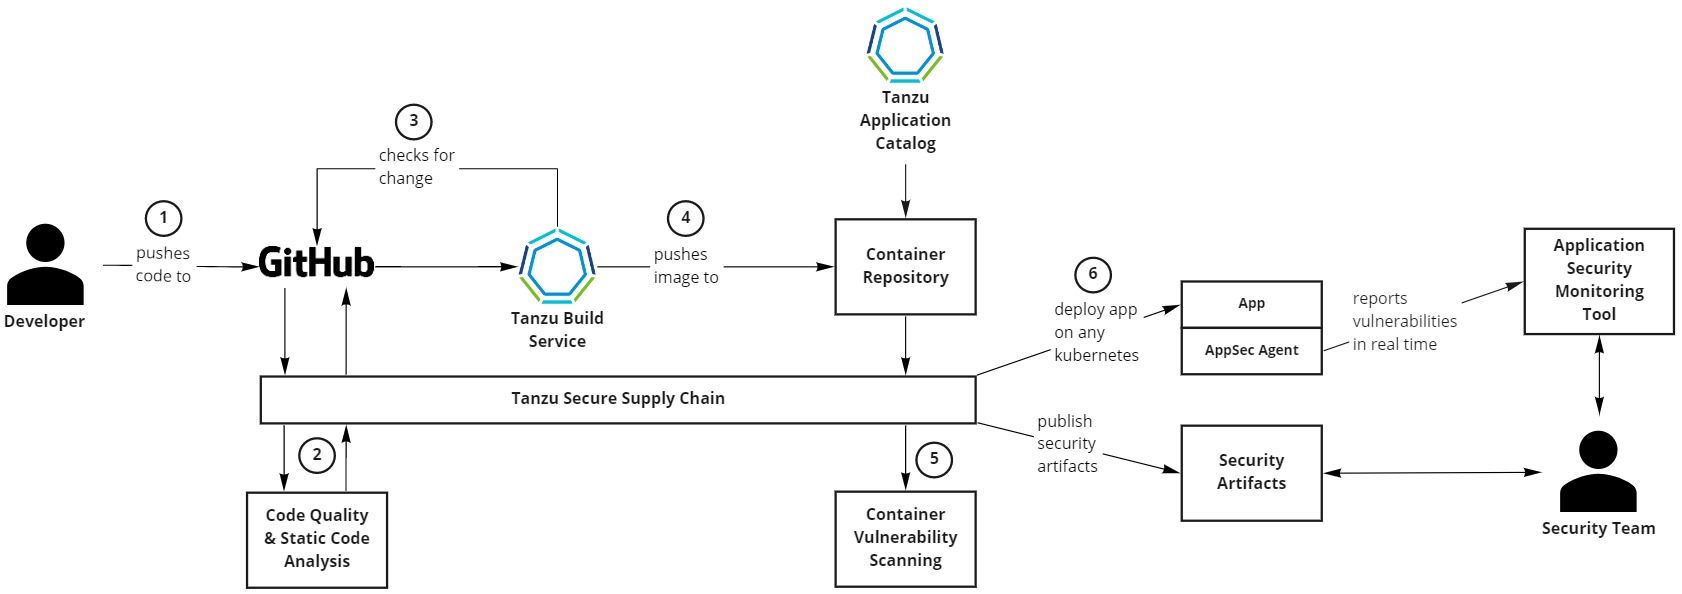 Tanzu
Application
Catalog
3
checks for
change
1
pushes
code to
GitHub
4
pushes
image to
Developer
Tanzu Build
Service
Container
Repository
6
deploy app
on any
kubernetes
App
AppSec Agent
reports
vulnerabilities
in real time
Application
Security
Monitoring
Tool
Tanzu Secure Supply Chain
2
5
publish
security
artifacts
Security
Artifacts
Code Quality
& Static Code
Analysis
Container
Vulnerability
Scanning
Security Team